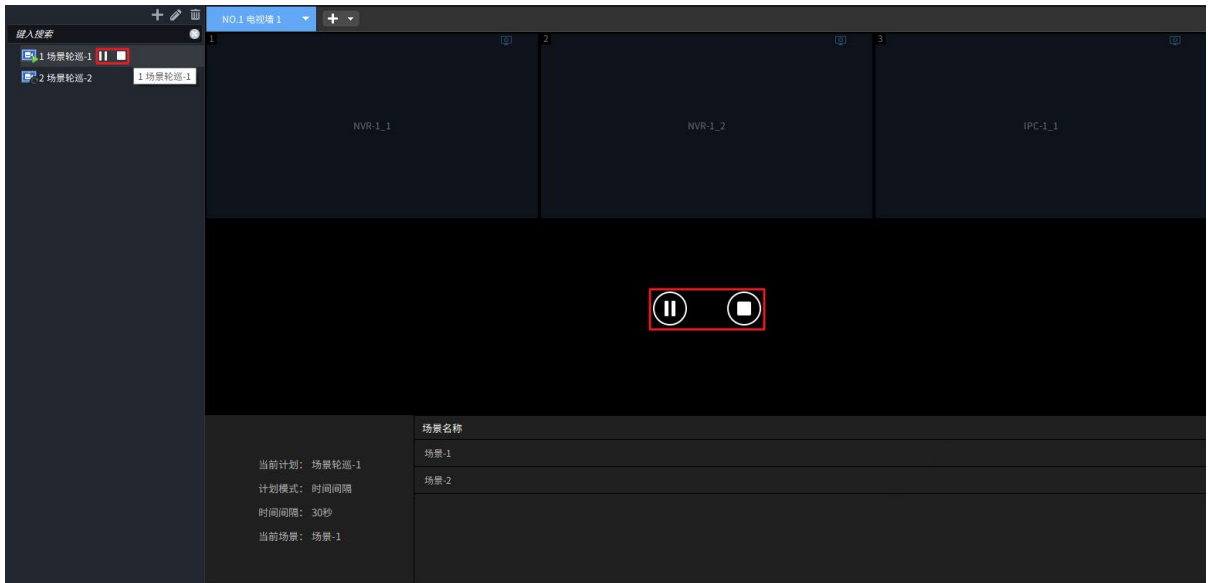 NO.1 电视墙 1
键入搜索
1 场景轮巡-1
2 场景轮巡-2
1 场景轮巡-1
1
2
3
NVR-1_1
NVR-1_2
IPC-1_1
场景名称
场景-1
场景-2
当前计划： 场景轮巡-1
计划模式： 时间间隔
时间间隔： 30秒
当前场景： 场景-1